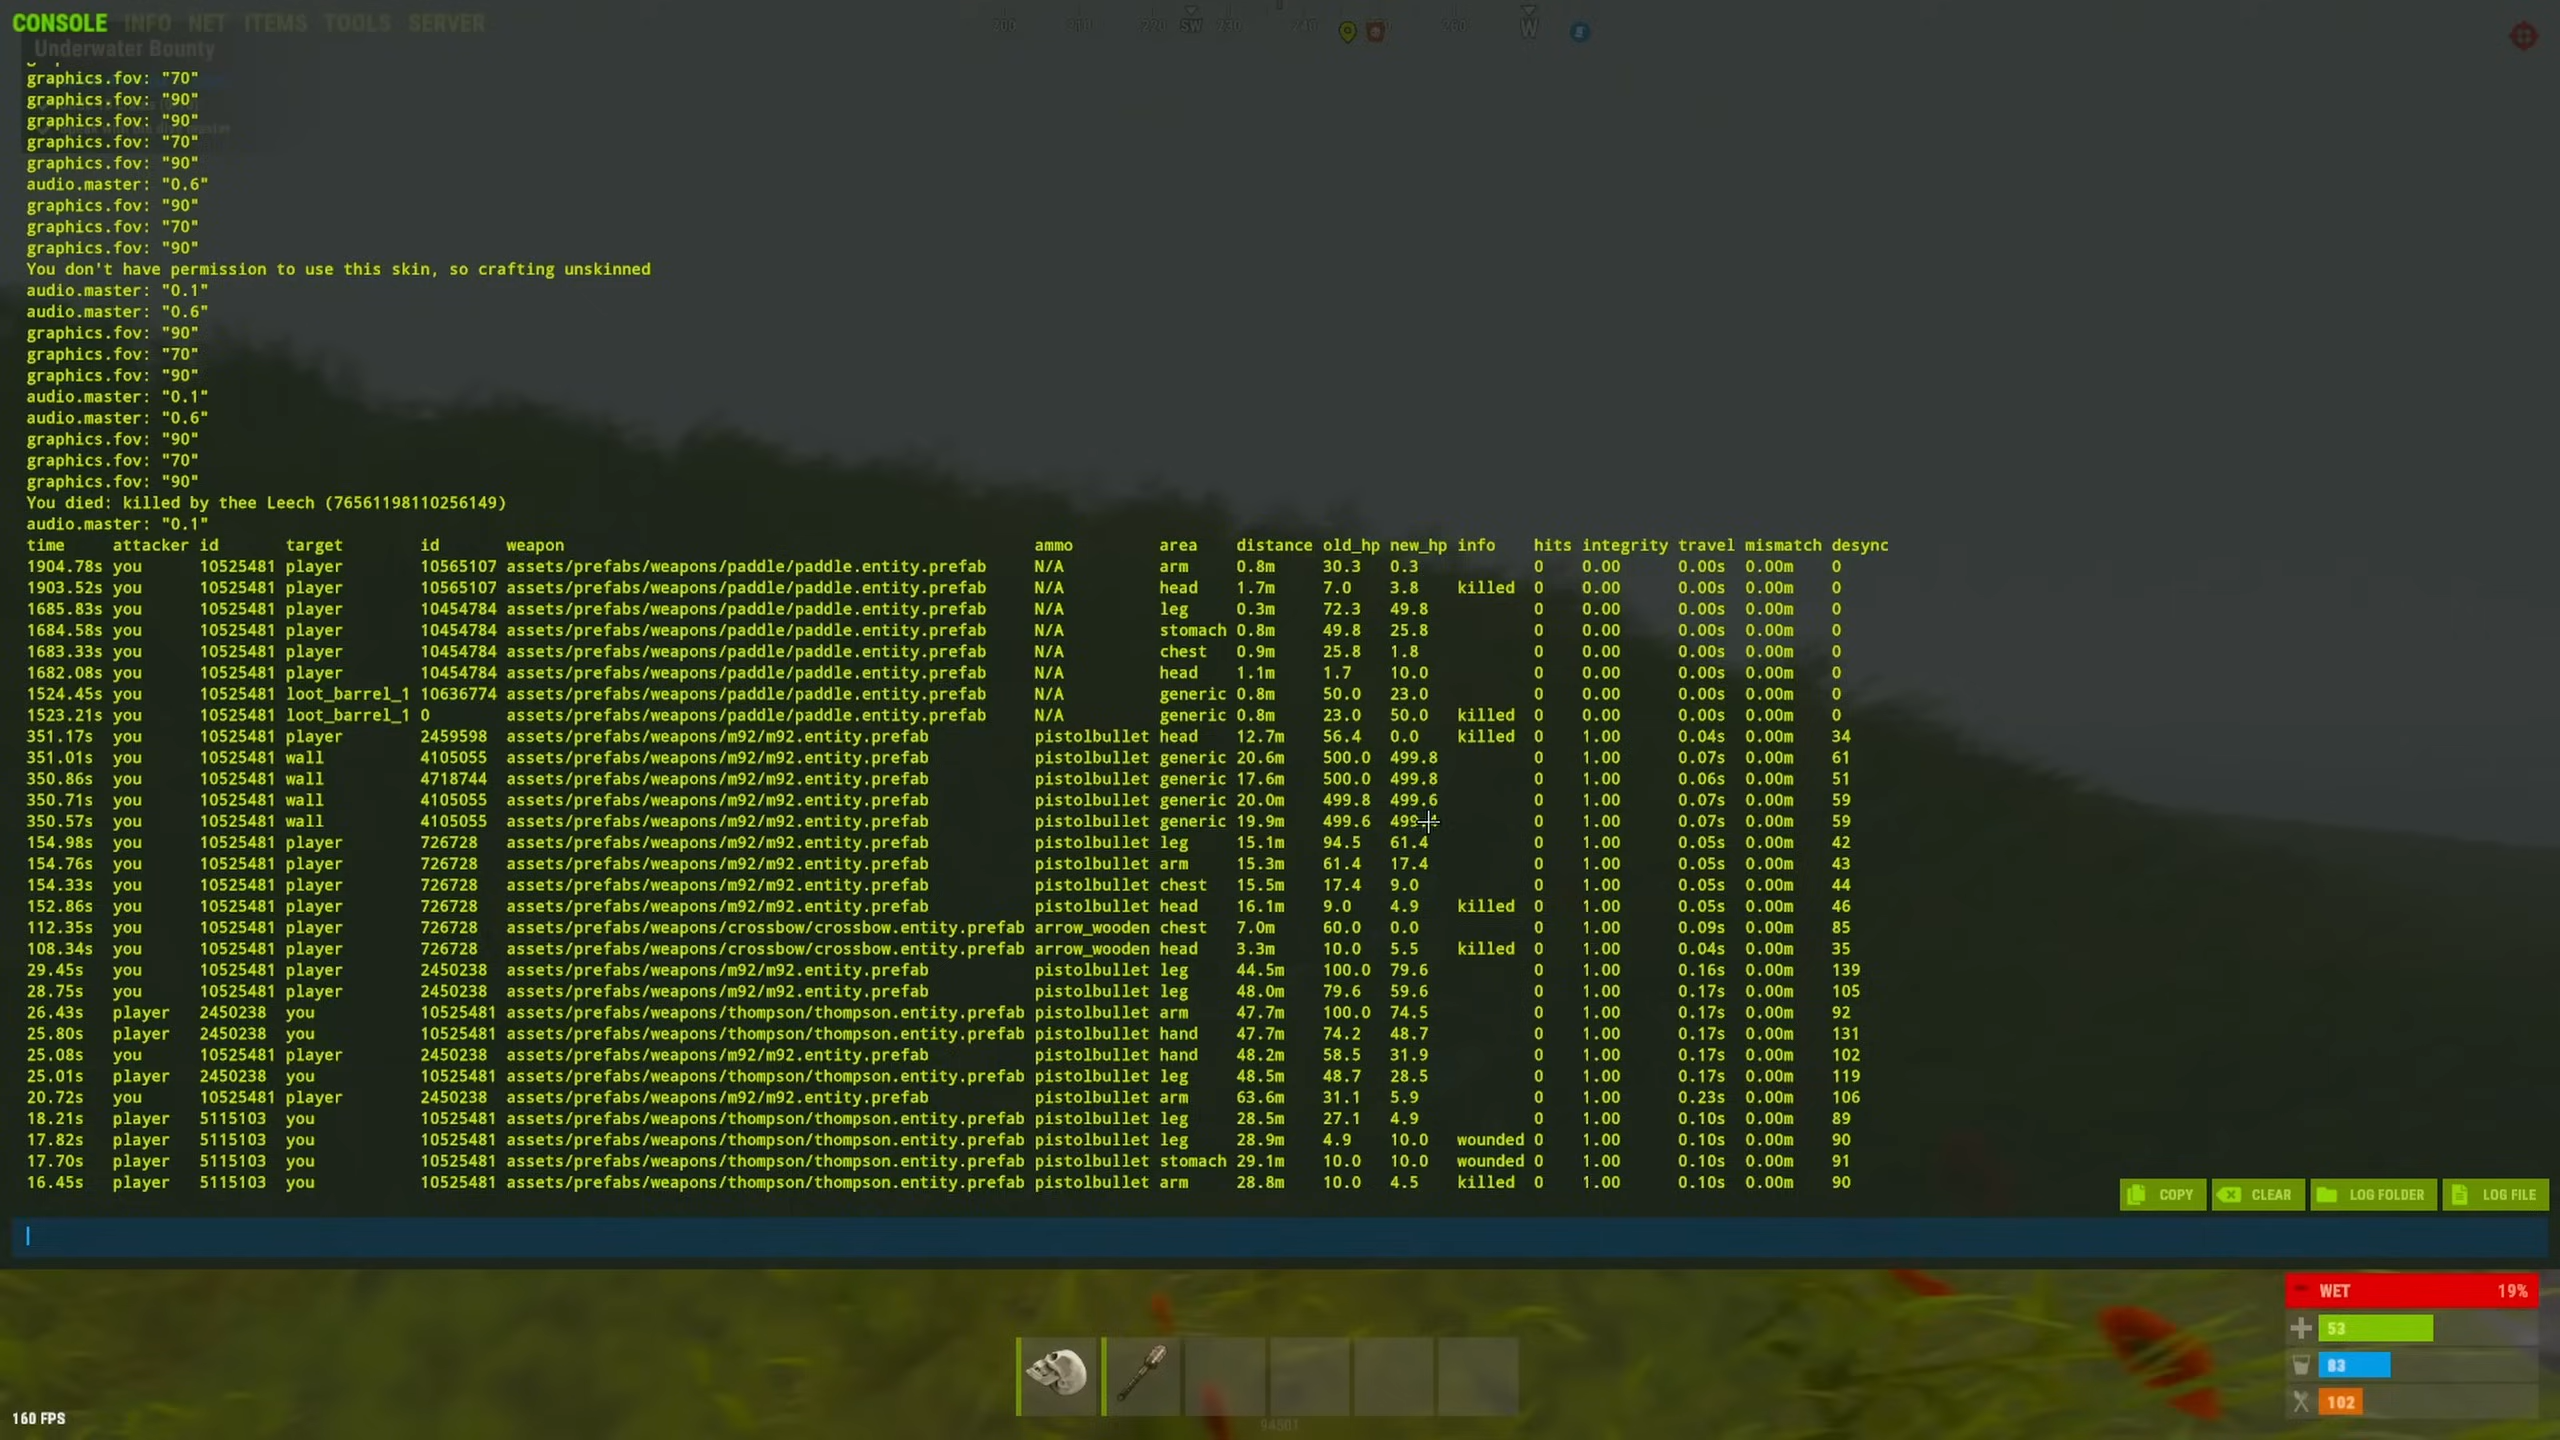 CONSOLE INFO NET ITEMS TOOLS SERVER
200 210 220 SW 230 240 260 W
Underwater Bounty
graphics.fov: "70"
graphics.fov: "90"
graphics.fov: "90"
graphics.fov: "70"
graphics.fov: "90"
audio.master: "0.6"
graphics.fov: "90"
graphics.fov: "70"
graphics.fov: "90"
You don't have permission to use this skin, so crafting unskinned
audio.master: "0.1"
audio.master: "0.6"
graphics.fov: "90"
graphics.fov: "70"
graphics.fov: "90"
audio.master: "0.1"
audio.master: "0.6"
graphics.fov: "90"
graphics.fov: "70"
graphics.fov: "90"
You died: killed by thee Leech (76561198110256149)
audio.master: "0.1"
time attacker id target id weapon ammo area distance old_hp new_hp info hits integrity travel mismatch desync
1904.78s you 10525481 player 10565107 assets/prefabs/weapons/paddle/paddle.entity.prefab N/A arm 0.8m 30.3 0.3 0 0.00 0.00s 0.00m 0
1903.52s you 10525481 player 10565107 assets/prefabs/weapons/paddle/paddle.entity.prefab N/A head 1.7m 7.0 3.8 killed 0 0.00 0.00s 0.00m 0
1685.83s you 10525481 player 10454784 assets/prefabs/weapons/paddle/paddle.entity.prefab N/A leg 0.3m 72.3 49.8 0 0.00 0.00s 0.00m 0
1684.58s you 10525481 player 10454784 assets/prefabs/weapons/paddle/paddle.entity.prefab N/A stomach 0.8m 49.8 25.8 0 0.00 0.00s 0.00m 0
1683.33s you 10525481 player 10454784 assets/prefabs/weapons/paddle/paddle.entity.prefab N/A chest 0.9m 25.8 1.8 0 0.00 0.00s 0.00m 0
1682.08s you 10525481 player 10454784 assets/prefabs/weapons/paddle/paddle.entity.prefab N/A head 1.1m 1.7 10.0 0 0.00 0.00s 0.00m 0
1524.45s you 10525481 loot_barrel_1 10636774 assets/prefabs/weapons/paddle/paddle.entity.prefab N/A generic 0.8m 50.0 23.0 0 0.00 0.00s 0.00m 0
1523.21s you 10525481 loot_barrel_1 0 assets/prefabs/weapons/paddle/paddle.entity.prefab N/A generic 0.8m 23.0 50.0 killed 0 0.00 0.00s 0.00m 0
351.17s you 10525481 player 2459598 assets/prefabs/weapons/m92/m92.entity.prefab pistolbullet head 12.7m 56.4 0.0 killed 0 1.00 0.04s 0.00m 34
351.01s you 10525481 wall 4105055 assets/prefabs/weapons/m92/m92.entity.prefab pistolbullet generic 20.6m 500.0 499.8 0 1.00 0.07s 0.00m 61
350.86s you 10525481 wall 4718744 assets/prefabs/weapons/m92/m92.entity.prefab pistolbullet generic 17.6m 500.0 499.8 0 1.00 0.06s 0.00m 51
350.71s you 10525481 wall 4105055 assets/prefabs/weapons/m92/m92.entity.prefab pistolbullet generic 20.0m 499.8 499.6 0 1.00 0.07s 0.00m 59
350.57s you 10525481 wall 4105055 assets/prefabs/weapons/m92/m92.entity.prefab pistolbullet generic 19.9m 499.6 0 1.00 0.07s 0.00m 59
154.98s you 10525481 player 726728 assets/prefabs/weapons/m92/m92.entity.prefab pistolbullet leg 15.1m 94.5 61.4 0 1.00 0.05s 0.00m 42
154.76s you 10525481 player 726728 assets/prefabs/weapons/m92/m92.entity.prefab pistolbullet arm 15.3m 61.4 17.4 0 1.00 0.05s 0.00m 43
154.33s you 10525481 player 726728 assets/prefabs/weapons/m92/m92.entity.prefab pistolbullet chest 15.5m 17.4 9.0 0 1.00 0.05s 0.00m 44
152.86s you 10525481 player 726728 assets/prefabs/weapons/m92/m92.entity.prefab pistolbullet head 16.1m 9.0 4.9 killed 0 1.00 0.05s 0.00m 46
112.35s you 10525481 player 726728 assets/prefabs/weapons/crossbow/crossbow.entity.prefab arrow_wooden chest 7.0m 60.0 0.0 0 1.00 0.09s 0.00m 85
108.34s you 10525481 player 726728 assets/prefabs/weapons/crossbow/crossbow.entity.prefab arrow_wooden head 3.3m 10.0 5.5 killed 0 1.00 0.04s 0.00m 35
29.45s you 10525481 player 2450238 assets/prefabs/weapons/m92/m92.entity.prefab pistolbullet leg 44.5m 100.0 79.6 0 1.00 0.16s 0.00m 139
28.75s you 10525481 player 2450238 assets/prefabs/weapons/m92/m92.entity.prefab pistolbullet leg 48.0m 79.6 59.6 0 1.00 0.17s 0.00m 105
26.43s player 2450238 you 10525481 assets/prefabs/weapons/thompson/thompson.entity.prefab pistolbullet arm 47.7m 100.0 74.5 0 1.00 0.17s 0.00m 92
25.80s player 2450238 you 10525481 assets/prefabs/weapons/thompson/thompson.entity.prefab pistolbullet hand 47.7m 74.2 48.7 0 1.00 0.17s 0.00m 131
25.08s you 10525481 player 2450238 assets/prefabs/weapons/m92/m92.entity.prefab pistolbullet hand 48.2m 58.5 31.9 0 1.00 0.17s 0.00m 102
25.01s player 2450238 you 10525481 assets/prefabs/weapons/thompson/thompson.entity.prefab pistolbullet leg 48.5m 48.7 28.5 0 1.00 0.17s 0.00m 119
20.72s you 10525481 player 2450238 assets/prefabs/weapons/m92/m92.entity.prefab pistolbullet arm 63.6m 31.1 5.9 0 1.00 0.23s 0.00m 106
18.21s player 5115103 you 10525481 assets/prefabs/weapons/thompson/thompson.entity.prefab pistolbullet leg 28.5m 27.1 4.9 0 1.00 0.10s 0.00m 89
17.82s player 5115103 you 10525481 assets/prefabs/weapons/thompson/thompson.entity.prefab pistolbullet leg 28.9m 4.9 10.0 wounded 0 1.00 0.10s 0.00m 90
17.70s player 5115103 you 10525481 assets/prefabs/weapons/thompson/thompson.entity.prefab pistolbullet stomach 29.1m 10.0 10.0 wounded 0 1.00 0.10s 0.00m 91
16.45s player 5115103 you 10525481 assets/prefabs/weapons/thompson/thompson.entity.prefab pistolbullet arm 28.8m 10.0 4.5 killed 0 1.00 0.10s 0.00m 90
COPY CLEAR LOG FOLDER LOG FILE
WET 19%
53
83
102
160 FPS
94501